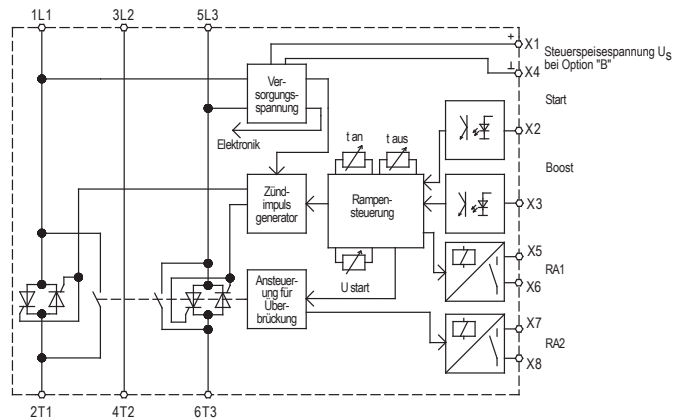 1L1 3L2 5L3
+ X1
Steuerspeisespannung US
bei Option "B"
⊥ X4
Ver-
sorgungs-
spannung
Start
X2
Elektronik
t an t aus
Boost
Zünd-
impuls
generator
Rampen-
steuerung
X3
X5
RA1
X6
U start
Ansteuer-
ung für
Über-
brückung
X7
RA2
X8
2T1 4T2 6T3